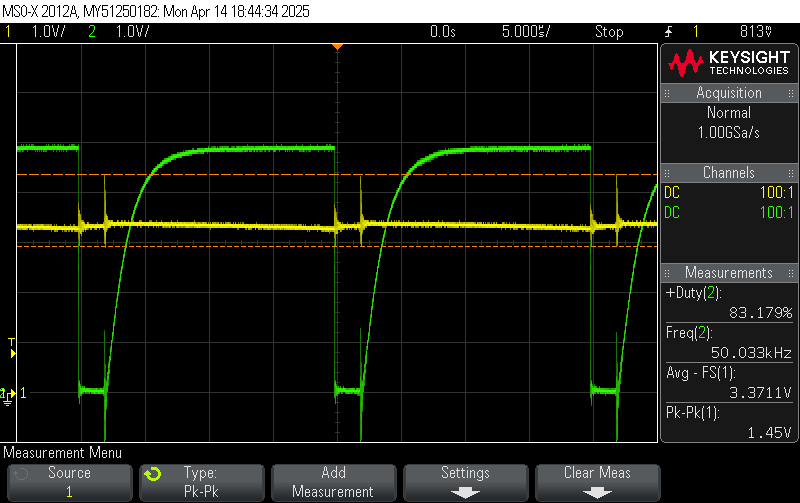 MSO-X 2012A, MY51250182: Mon Apr 14 18:44:34 2025
1 1.0V/ 2 1.0V/ 0.0s 5.000s/ Stop 1 813
KEYSIGHT
TECHNOLOGIES
Acquisition
Normal
1.00GSa/s
Channels
DC 100:1
DC 100:1
Measurements
+Duty(2):
83.179%
Freq(2):
50.033kHz
Avg - FS(1):
3.3711V
Pk-Pk(1):
1.45V
T
2 1
Measurement Menu
Source
1
Type:
Pk-Pk
Add
Measurement
Settings
Clear Meas